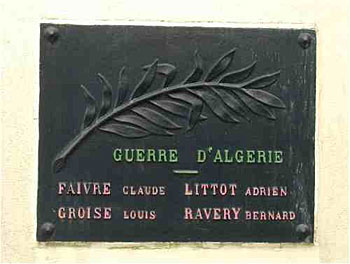 GUERRE D'ALGERIE
FAIVRE CLAUDE LITTOT ADRIEN
GROISE LOUIS RAVERY BERNARD